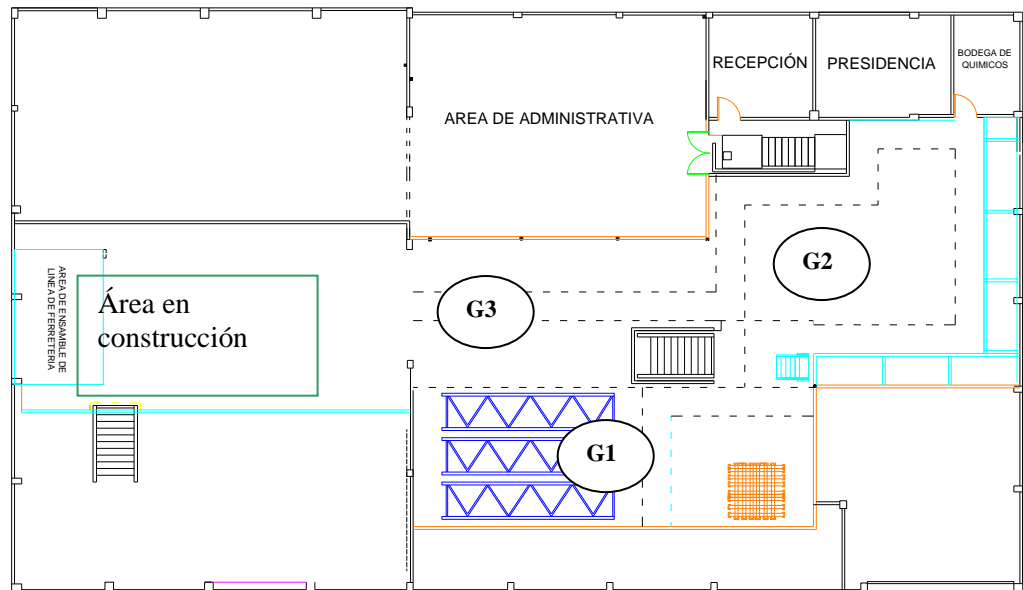 RECEPCIÓN
PRESIDENCIA
BODEGA DE
QUIMICOS
AREA DE ADMINISTRATIVA
G2
AREA DE ENSAMBLE DE
LINEA DE FERRETERIA
Área en
construcción
G3
G1